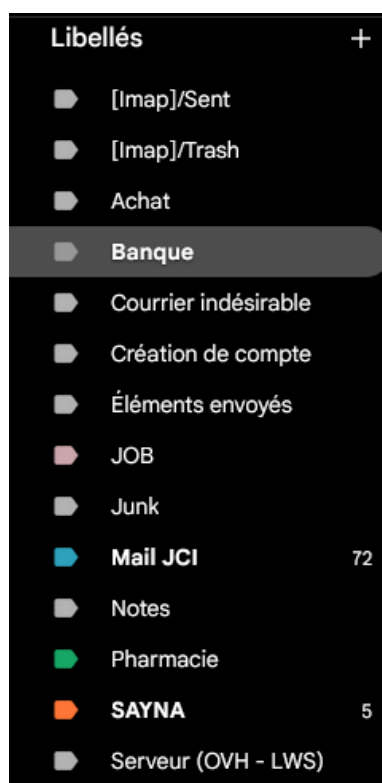 Libellés +
[Imap]/Sent
[Imap]/Trash
Achat
Banque
Courrier indésirable
Création de compte
Éléments envoyés
JOB
Junk
Mail JCI 72
Notes
Pharmacie
SAYNA 5
Serveur (OVH - LWS)